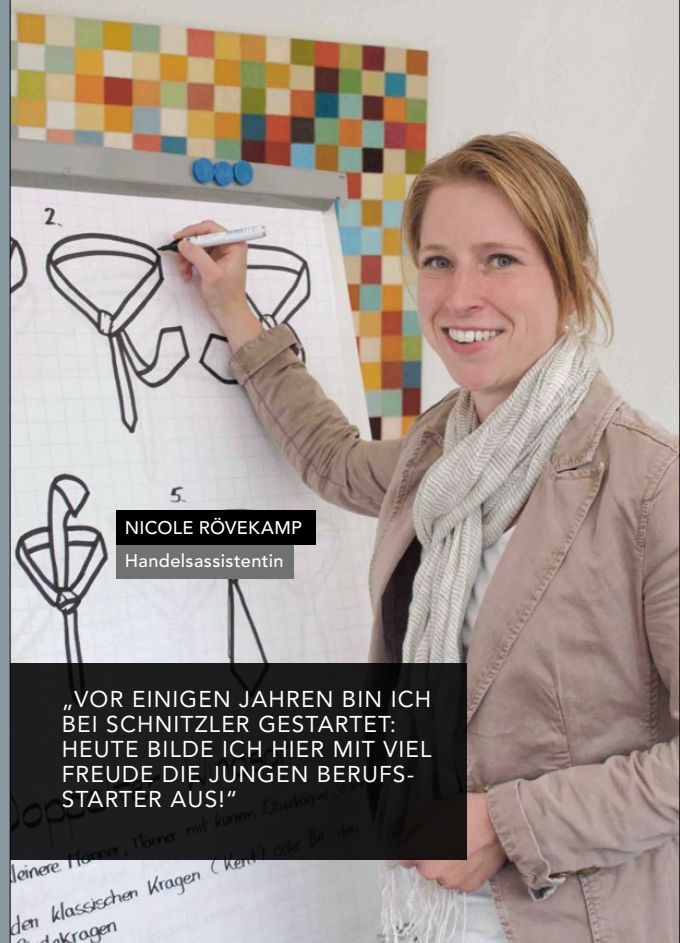 2.
5.
NICOLE RÖVEKAMP
Handelsassistentin
„VOR EINIGEN JAHREN BIN ICH
BEI SCHNITZLER GESTARTET:
HEUTE BILDE ICH HIER MIT VIEL
FREUDE DIE JUNGEN BERUFS-
STARTER AUS!“
Männer, Männer mit kurzem Oberkörper,
den klassischen Kragen (Kent) oder für den